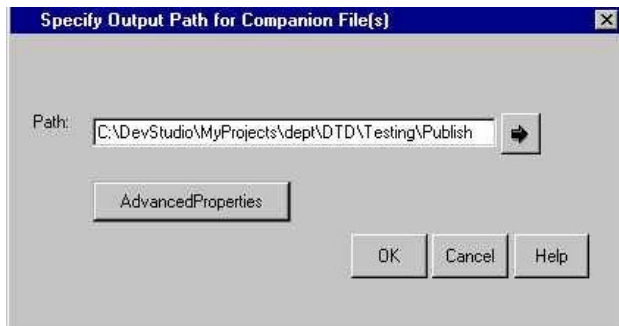 Specify Output Path for Companion File(s)
Path: C:\DevStudio\MyProjects\dept\DTD\Testing\Publish
AdvancedProperties
OK Cancel Help